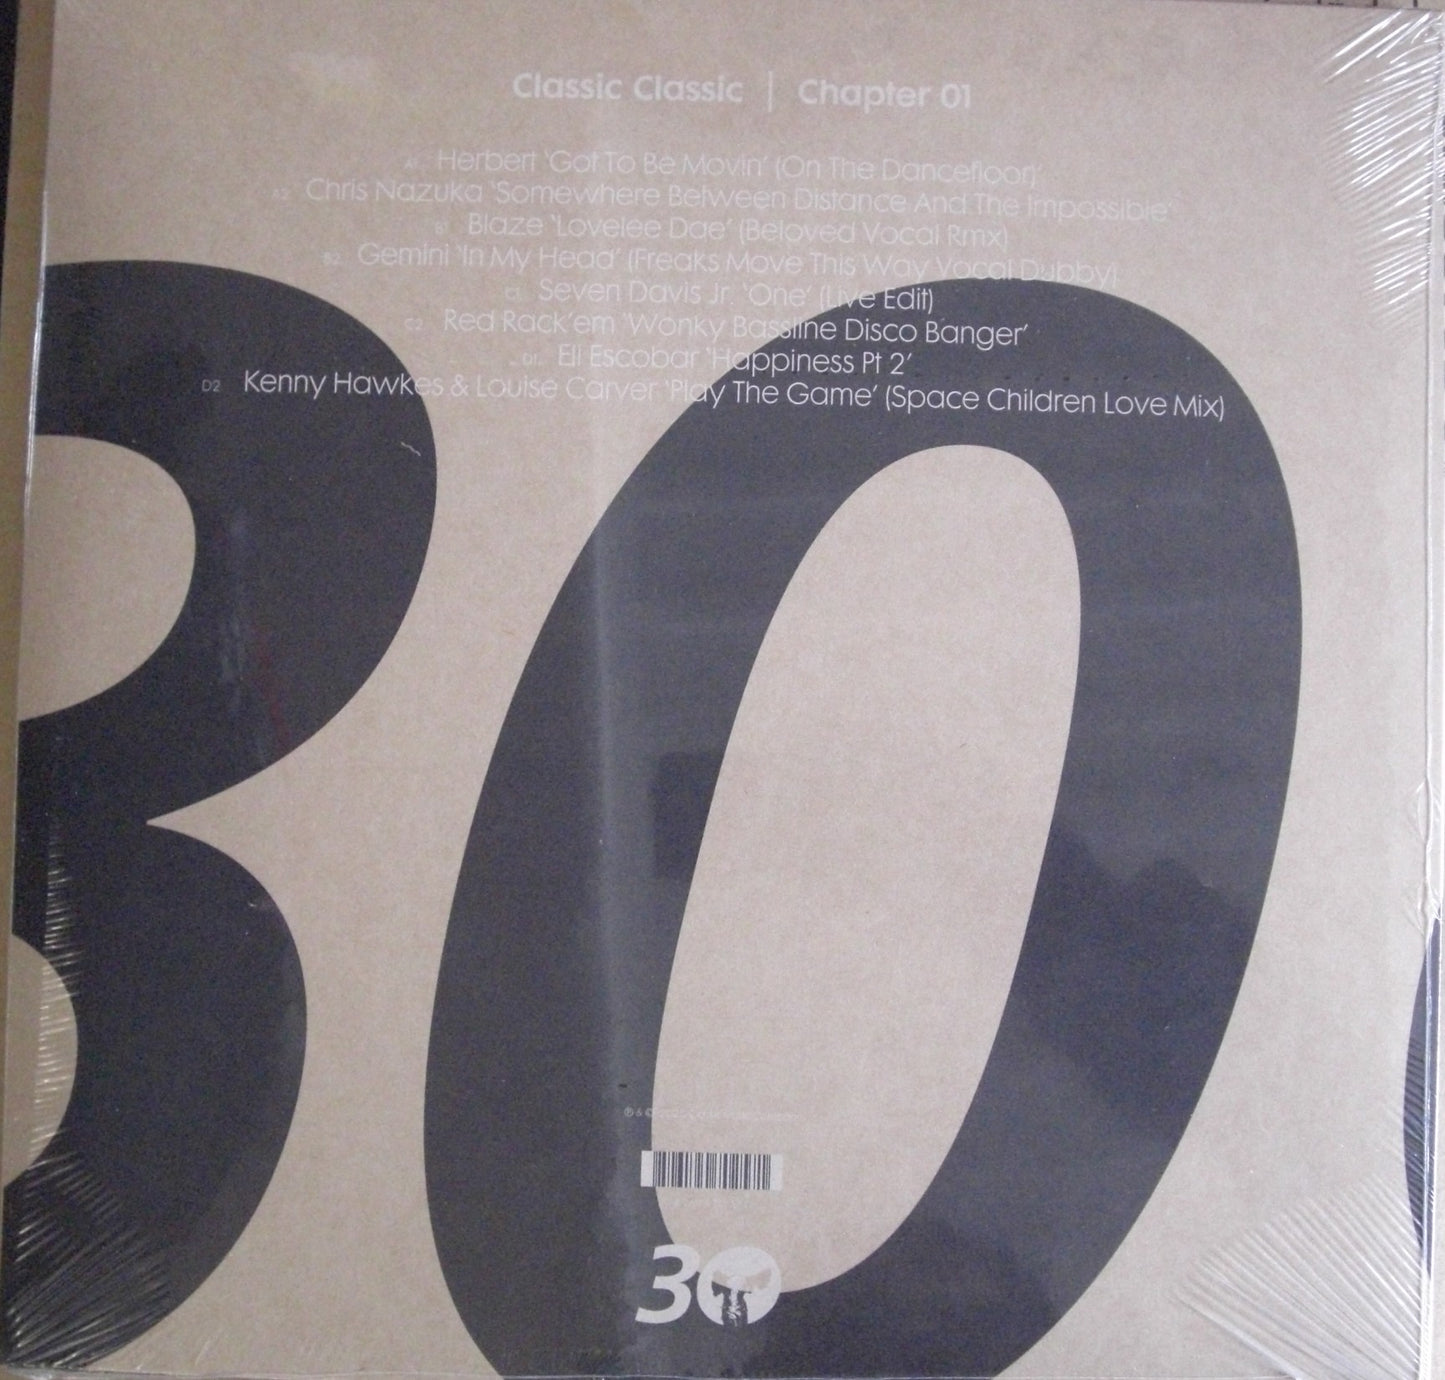 Classic Classic | Chapter 01
A1 Herbert 'Got To Be Movin' (On The Dancefloor)
A2 Chris Nazuka 'Somewhere Between Distance And The Impossible'
B1 Blaze 'Lovelee Dae' (Beloved Vocal Rmx)
B2 Gemini 'In My Head' (Freaks Move This Way Vocal Dubby)
C1 Seven Davis Jr. 'One' (Live Edit)
C2 Red Rack'em 'Wonky Bassline Disco Banger'
D1 Eli Escobar 'Happiness Pt 2'
D2 Kenny Hawkes & Louise Carver 'Play The Game' (Space Children Love Mix)
30
℗ & ©
30